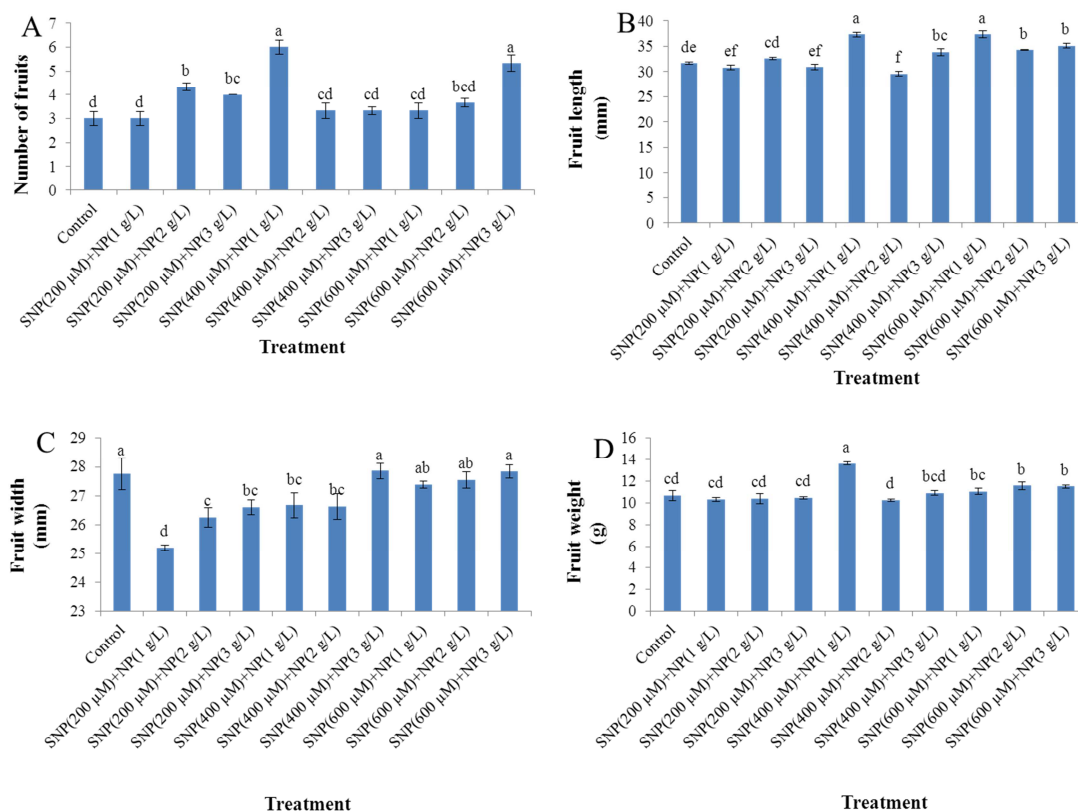 A
Number of fruits
7
6
5
4
3
2
1
0
d
d
b
bc
a
cd
cd
cd
bcd
a
Control
SNP(200 µM)+NP(1 g/L)
SNP(200 µM)+NP(2 g/L)
SNP(200 µM)+NP(3 g/L)
SNP(400 µM)+NP(1 g/L)
SNP(400 µM)+NP(2 g/L)
SNP(400 µM)+NP(3 g/L)
SNP(600 µM)+NP(1 g/L)
SNP(600 µM)+NP(2 g/L)
SNP(600 µM)+NP(3 g/L)
Treatment
B
Fruit length
(mm)
40
35
30
25
20
15
10
5
0
de
ef
cd
ef
a
f
bc
a
b
b
Control
SNP(200 µM)+NP(1 g/L)
SNP(200 µM)+NP(2 g/L)
SNP(200 µM)+NP(3 g/L)
SNP(400 µM)+NP(1 g/L)
SNP(400 µM)+NP(2 g/L)
SNP(400 µM)+NP(3 g/L)
SNP(600 µM)+NP(1 g/L)
SNP(600 µM)+NP(2 g/L)
SNP(600 µM)+NP(3 g/L)
Treatment
C
Fruit width
(mm)
29
28
27
26
25
24
23
a
d
c
bc
bc
bc
a
ab
ab
a
Control
SNP(200 µM)+NP(1 g/L)
SNP(200 µM)+NP(2 g/L)
SNP(200 µM)+NP(3 g/L)
SNP(400 µM)+NP(1 g/L)
SNP(400 µM)+NP(2 g/L)
SNP(400 µM)+NP(3 g/L)
SNP(600 µM)+NP(1 g/L)
SNP(600 µM)+NP(2 g/L)
SNP(600 µM)+NP(3 g/L)
Treatment
D
Fruit weight
(g)
16
14
12
10
8
6
4
2
0
cd
cd
cd
cd
a
d
bcd
bc
b
b
Control
SNP(200 µM)+NP(1 g/L)
SNP(200 µM)+NP(2 g/L)
SNP(200 µM)+NP(3 g/L)
SNP(400 µM)+NP(1 g/L)
SNP(400 µM)+NP(2 g/L)
SNP(400 µM)+NP(3 g/L)
SNP(600 µM)+NP(1 g/L)
SNP(600 µM)+NP(2 g/L)
SNP(600 µM)+NP(3 g/L)
Treatment